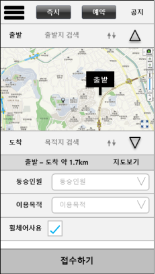 즉시 예약 공지
출발 출발지 검색
출발
도착 목적지 검색
출발 ~ 도착 약 1.7km 지도보기
동승인원 동승인원
이용목적 이용목적
휠체어사용
접수하기